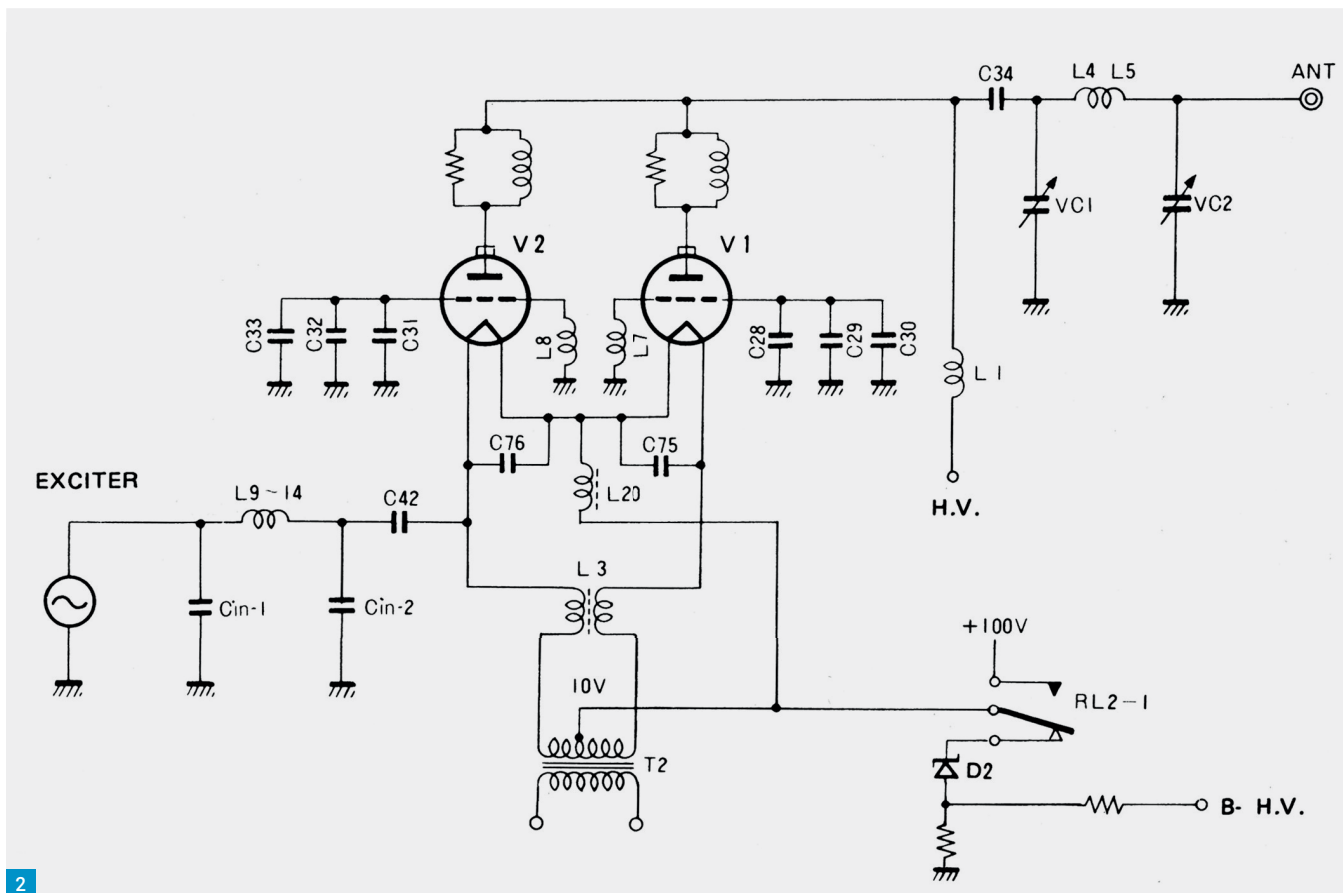 C34
L4 L5
ANT
VC1
VC2
V2
V1
C33
C32
C31
L8
L7
C28
C29
C30
L1
C76
C75
EXCITER
L9~14
C42
L20
H.V.
L3
Cin-1
Cin-2
+100V
10V
RL2-1
T2
D2
B- H.V.
2